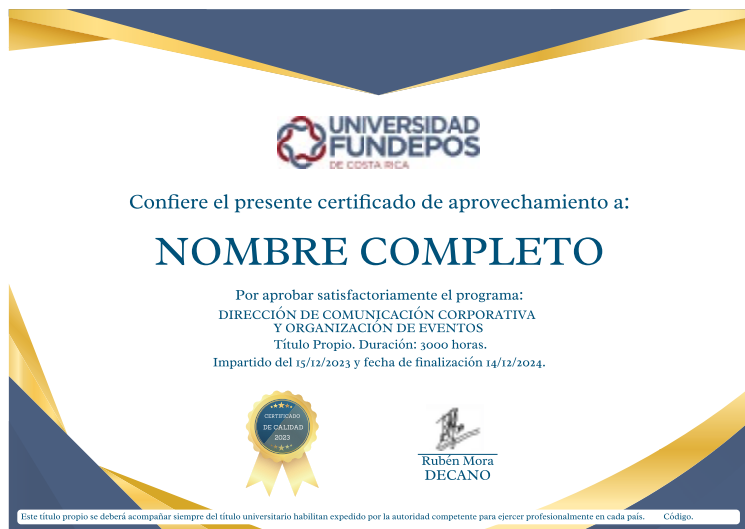 UNIVERSIDAD
FUNDEPOS
DE COSTA RICA
Confiere el presente certificado de aprovechamiento a:
NOMBRE COMPLETO
Por aprobar satisfactoriamente el programa:
DIRECCIÓN DE COMUNICACIÓN CORPORATIVA
Y ORGANIZACIÓN DE EVENTOS
Título Propio. Duración: 3000 horas.
Impartido del 15/12/2023 y fecha de finalización 14/12/2024.
CERTIFICADO
DE CALIDAD
2023
Rubén Mora
DECANO
Este título propio se deberá acompañar siempre del título universitario habilitan expedido por la autoridad competente para ejercer profesionalmente en cada país. Código.